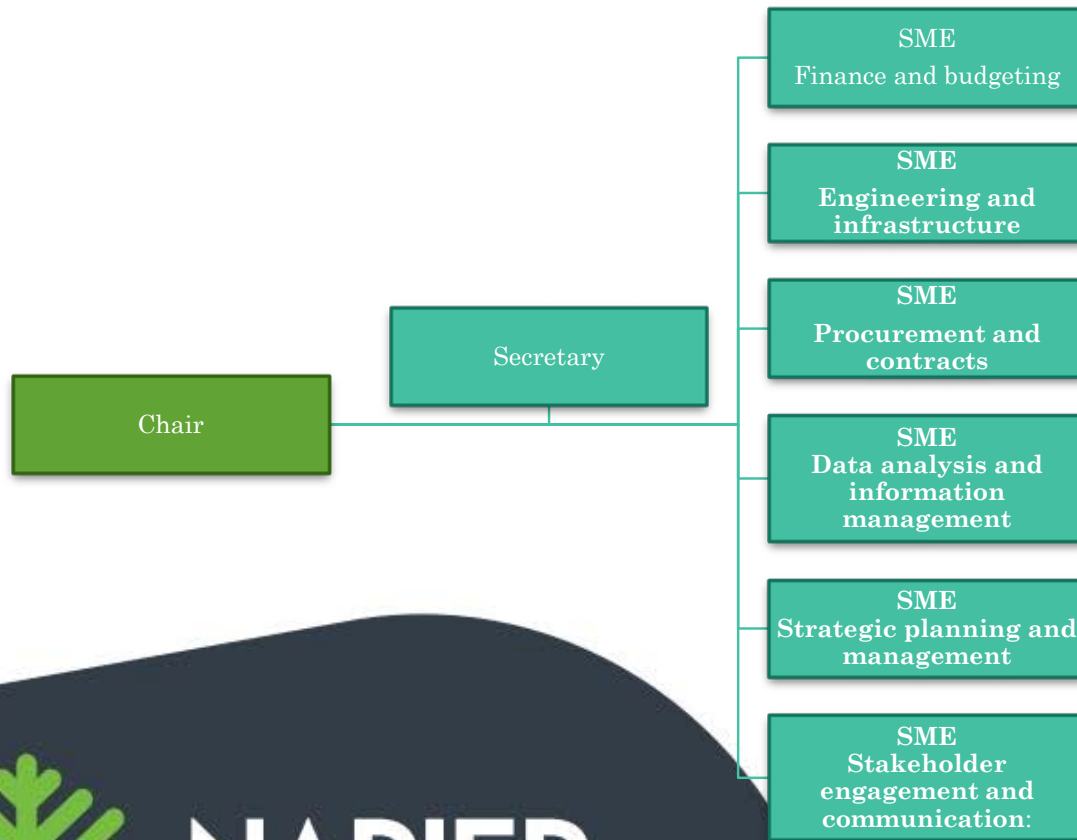 SME
Finance and budgeting
SME
Engineering and
infrastructure
SME
Procurement and
contracts
Secretary
Chair
SME
Data analysis and
information
management
SME
Strategic planning and
management
SME
Stakeholder
engagement and
communication:
NAPIER